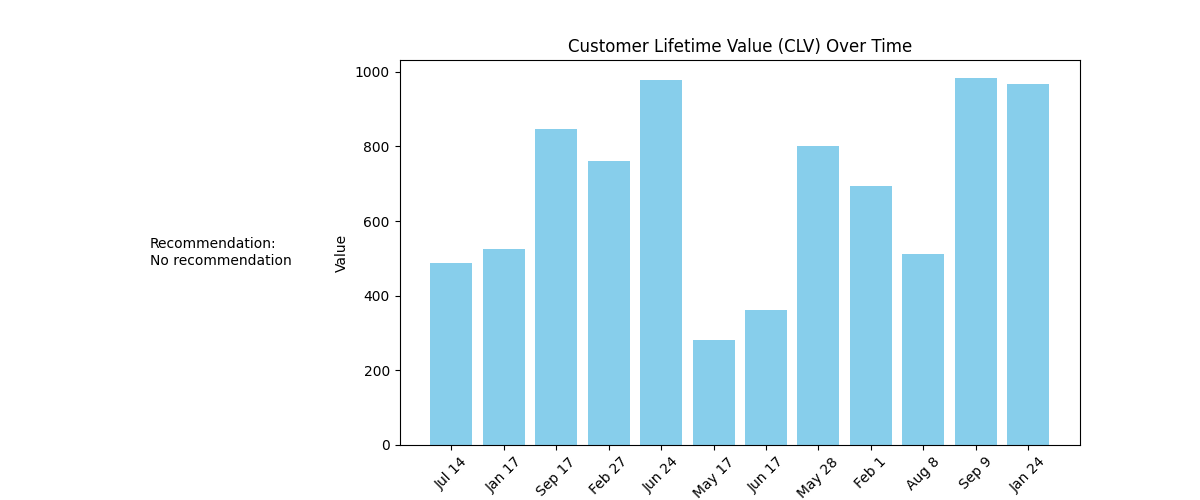 Customer Lifetime Value (CLV) Over Time
Recommendation:
No recommendation
Value
1000
800
600
400
200
0
Jul 14
Jan 17
Sep 17
Feb 27
Jun 24
May 17
Jun 17
May 28
Feb 1
Aug 8
Sep 9
Jan 24